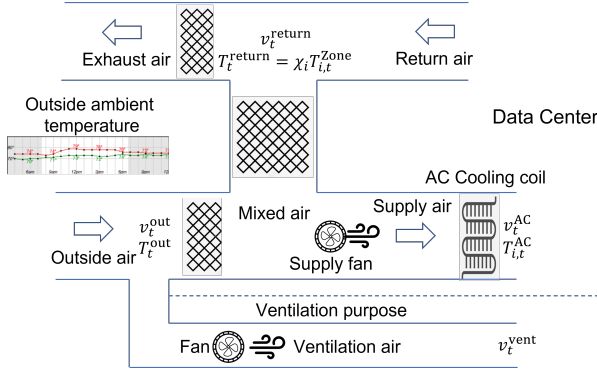 v_t^return
T_t^return = χ_i T_{i,t}^Zone
Exhaust air
Return air
Outside ambient
temperature
Data Center
AC Cooling coil
Mixed air
Supply air
v_t^out
T_t^out
v_t^AC
T_{i,t}^AC
Outside air
Supply fan
Ventilation purpose
Fan
Ventilation air
v_t^vent